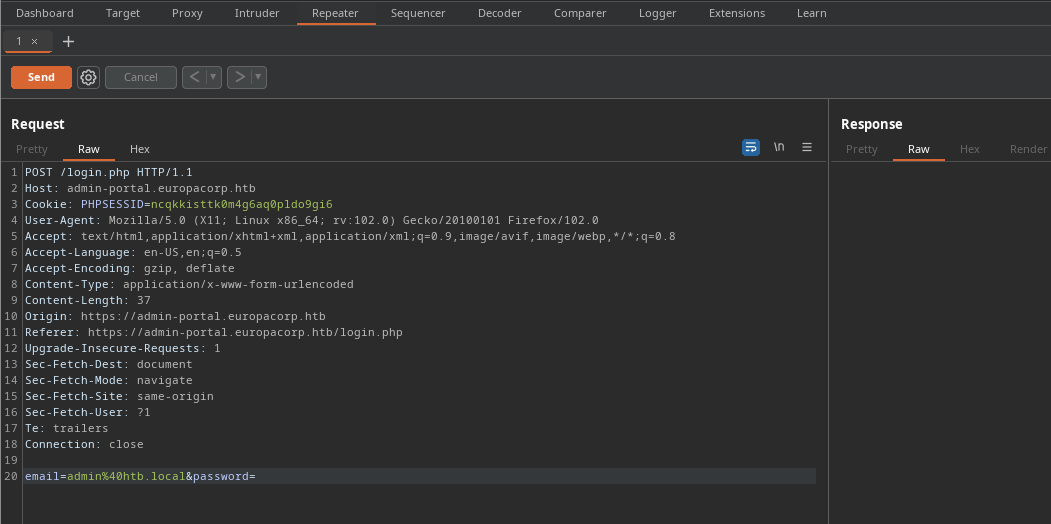 Dashboard Target Proxy Intruder Repeater Sequencer Decoder Comparer Logger Extensions Learn
1 × +
Send Cancel < ▾ > ▾
Request
Pretty Raw Hex \n ☰
1 POST /login.php HTTP/1.1
2 Host: admin-portal.europacorp.htb
3 Cookie: PHPSESSID=ncqkkisttk0m4g6aq0pldo9gi6
4 User-Agent: Mozilla/5.0 (X11; Linux x86_64; rv:102.0) Gecko/20100101 Firefox/102.0
5 Accept: text/html,application/xhtml+xml,application/xml;q=0.9,image/avif,image/webp,*/*;q=0.8
6 Accept-Language: en-US,en;q=0.5
7 Accept-Encoding: gzip, deflate
8 Content-Type: application/x-www-form-urlencoded
9 Content-Length: 37
10 Origin: https://admin-portal.europacorp.htb
11 Referer: https://admin-portal.europacorp.htb/login.php
12 Upgrade-Insecure-Requests: 1
13 Sec-Fetch-Dest: document
14 Sec-Fetch-Mode: navigate
15 Sec-Fetch-Site: same-origin
16 Sec-Fetch-User: ?1
17 Te: trailers
18 Connection: close
19
20 email=admin%40htb.local&password=
Response
Pretty Raw Hex Render